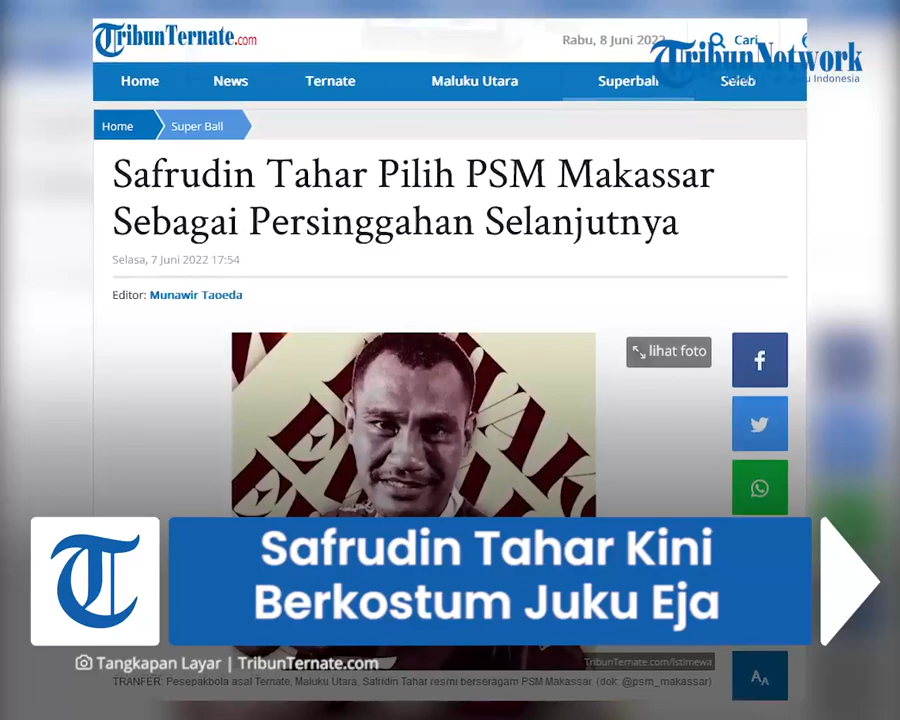 TribunTernate.com
Rabu, 8 Juni 2022
Cari
TribunNetwork
Home News Ternate Maluku Utara Superball Seleb
Indonesia
Home Super Ball
Safrudin Tahar Pilih PSM Makassar
Sebagai Persinggahan Selanjutnya
Selasa, 7 Juni 2022 17:54
Editor: Munawir Taoeda
lihat foto
f
T
Safrudin Tahar Kini
Berkostum Juku Eja
Tangkapan Layar | TribunTernate.com
TribunTernate.com/Istimewa
AA
TRANFER: Pesepakbola asal Ternate, Maluku Utara, Safridin Tahar resmi berseragam PSM Makassar. (dok: @psm_makassar)